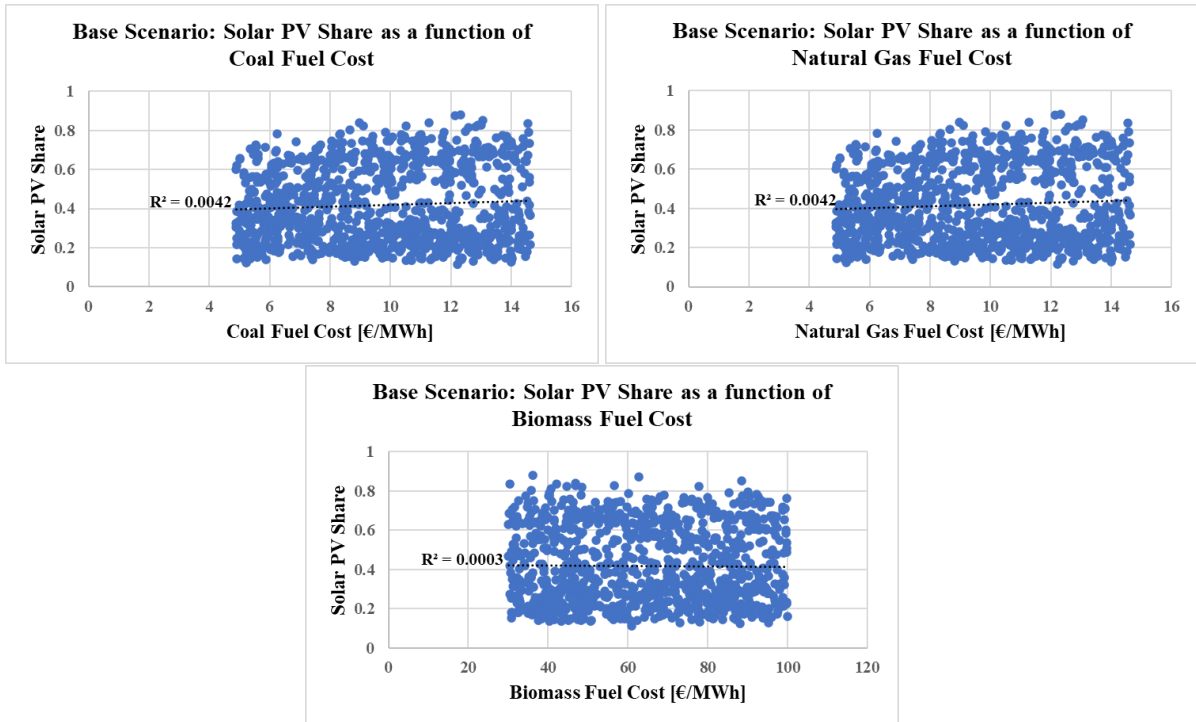 Base Scenario: Solar PV Share as a function of
Coal Fuel Cost
1
0.8
0.6
0.4
0.2
0
Solar PV Share
R² = 0.0042
0 2 4 6 8 10 12 14 16
Coal Fuel Cost [€/MWh]
Base Scenario: Solar PV Share as a function of
Natural Gas Fuel Cost
1
0.8
0.6
0.4
0.2
0
Solar PV Share
R² = 0.0042
0 2 4 6 8 10 12 14 16
Natural Gas Fuel Cost [€/MWh]
Base Scenario: Solar PV Share as a function of
Biomass Fuel Cost
1
0.8
0.6
0.4
0.2
0
Solar PV Share
R² = 0.0003
0 20 40 60 80 100 120
Biomass Fuel Cost [€/MWh]